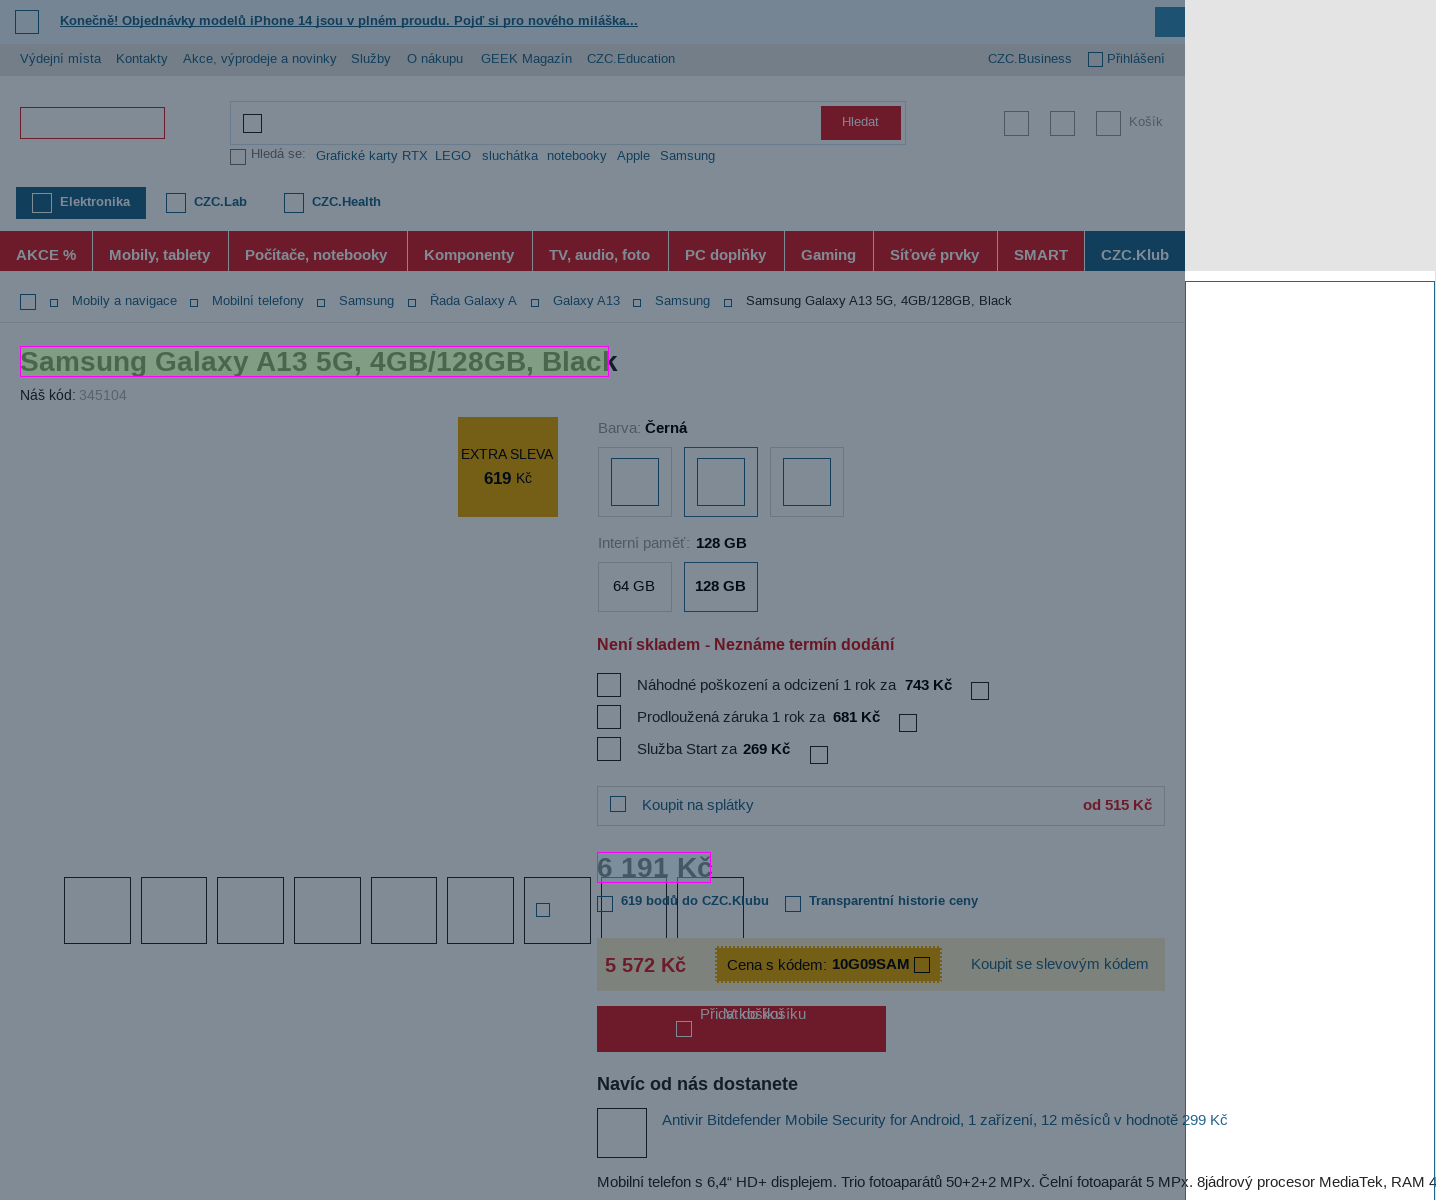 Konečně! Objednávky modelů iPhone 14 jsou v plném proudu. Pojď si pro nového miláška...
Výdejní místa Kontakty Akce, výprodeje a novinky Služby O nákupu GEEK Magazín CZC.Education CZC.Business Přihlášení
Hledat Košík
Hledá se: Grafické karty RTX LEGO sluchátka notebooky Apple Samsung
Elektronika CZC.Lab CZC.Health
AKCE % Mobily, tablety Počítače, notebooky Komponenty TV, audio, foto PC doplňky Gaming Síťové prvky SMART CZC.Klub
Mobily a navigace Mobilní telefony Samsung Řada Galaxy A Galaxy A13 Samsung Samsung Galaxy A13 5G, 4GB/128GB, Black
Samsung Galaxy A13 5G, 4GB/128GB, Black
Náš kód: 345104
EXTRA SLEVA
619 Kč
Barva: Černá
Interní paměť: 128 GB
64 GB 128 GB
Není skladem - Neznáme termín dodání
Náhodné poškození a odcizení 1 rok za 743 Kč
Prodloužená záruka 1 rok za 681 Kč
Služba Start za 269 Kč
Koupit na splátky od 515 Kč
6 191 Kč
619 bodů do CZC.Klubu Transparentní historie ceny
5 572 Kč Cena s kódem: 10G09SAM Koupit se slevovým kódem
Přidat do košíku
V košíku
Navíc od nás dostanete
Antivir Bitdefender Mobile Security for Android, 1 zařízení, 12 měsíců v hodnotě 299 Kč
Mobilní telefon s 6,4“ HD+ displejem. Trio fotoaparátů 50+2+2 MPx. Čelní fotoaparát 5 MPx. 8jádrový procesor MediaTek, RAM 4